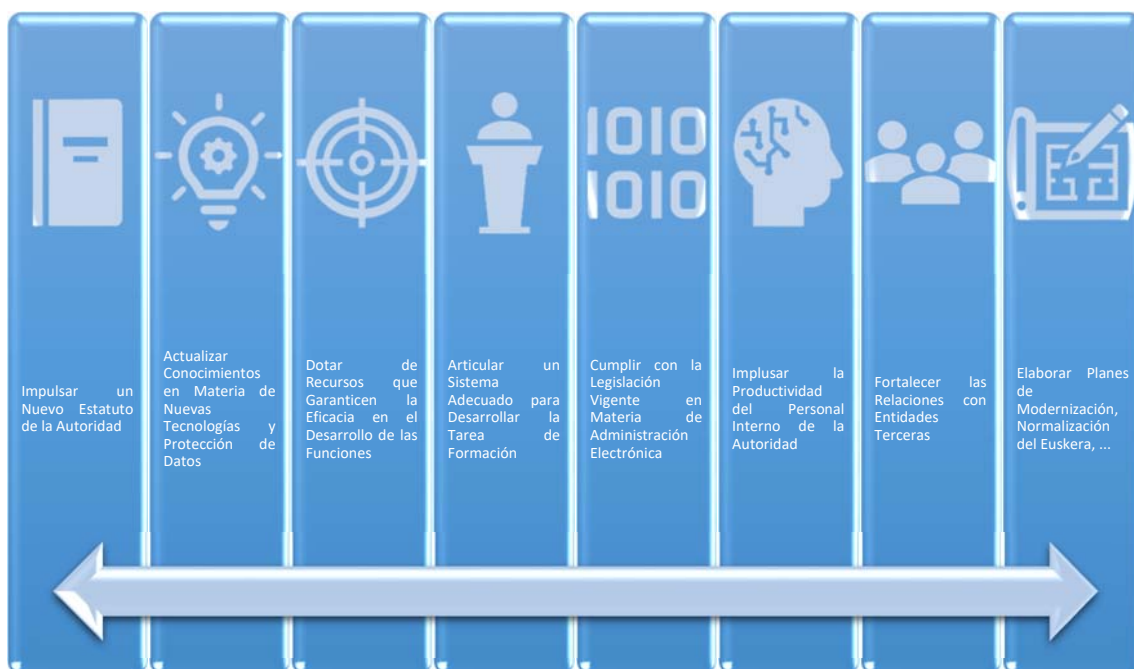 Impulsar un
Nuevo Estatuto
de la Autoridad
Actualizar
Conocimientos
en Materia de
Nuevas
Tecnologías y
Protección de
Datos
Dotar de
Recursos que
Garanticen la
Eficacia en el
Desarrollo de las
Funciones
Articular un
Sistema
Adecuado para
Desarrollar la
Tarea de
Formación
1010
1010
Cumplir con la
Legislación
Vigente en
Materia de
Administración
Electrónica
Implusar la
Productividad
del Personal
Interno de la
Autoridad
Fortalecer las
Relaciones con
Entidades
Terceras
Elaborar Planes
de
Modernización,
Normalización
del Euskera, ...